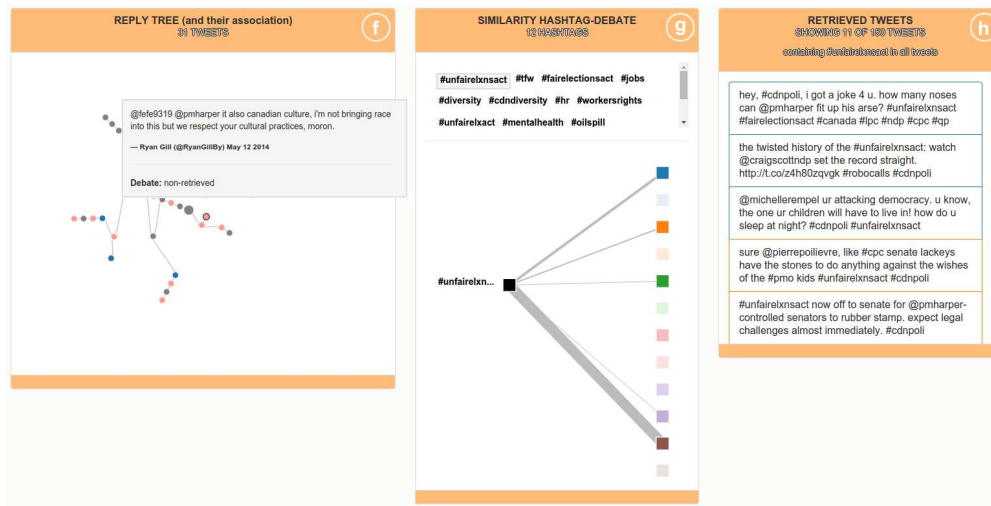 REPLY TREE (and their association)
31 TWEETS
f
@fefe9319 @pmharper it also canadian culture, i'm not bringing race
into this but we respect your cultural practices, moron.
— Ryan Gill (@RyanGillBy) May 12 2014
Debate: non-retrieved
SIMILARITY HASHTAG-DEBATE
12 HASHTAGS
g
#unfairelxnsact #tfw #fairelectionsact #jobs
#diversity #cdndiversity #hr #workersrights
#unfairelxact #mentalhealth #oilspill
#unfairelxn...
RETRIEVED TWEETS
SHOWING 11 OF 150 TWEETS
containing #unfairelxnsact in all tweets
h
hey, #cdnpoli, i got a joke 4 u. how many noses
can @pmharper fit up his arse? #unfairelxnsact
#fairelectionsact #canada #lpc #ndp #cpc #qp
the twisted history of the #unfairelxnsact: watch
@craigscottndp set the record straight.
http://t.co/z4h80zqvgk #robocalls #cdnpoli
@michellerempel ur attacking democracy. u know,
the one ur children will have to live in! how do u
sleep at night? #cdnpoli #unfairelxnsact
sure @pierrepoilievre, like #cpc senate lackeys
have the stones to do anything against the wishes
of the #pmo kids #unfairelxnsact #cdnpoli
#unfairelxnsact now off to senate for @pmharper-
controlled senators to rubber stamp. expect legal
challenges almost immediately. #cdnpoli